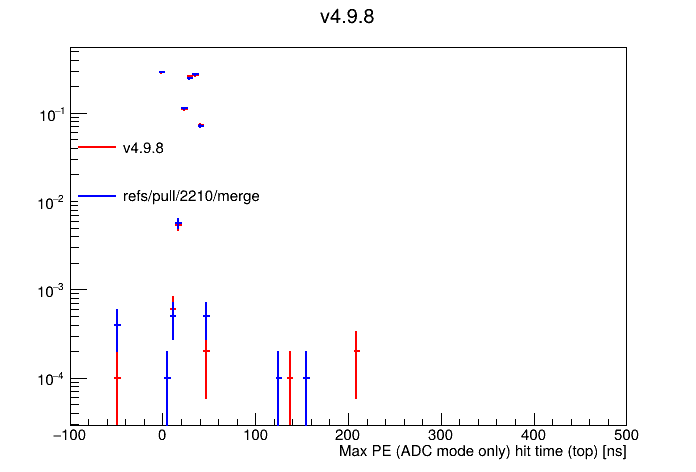 v4.9.8
10⁻¹
v4.9.8
refs/pull/2210/merge
10⁻²
10⁻³
10⁻⁴
−100 0 100 200 300 400 500
Max PE (ADC mode only) hit time (top) [ns]